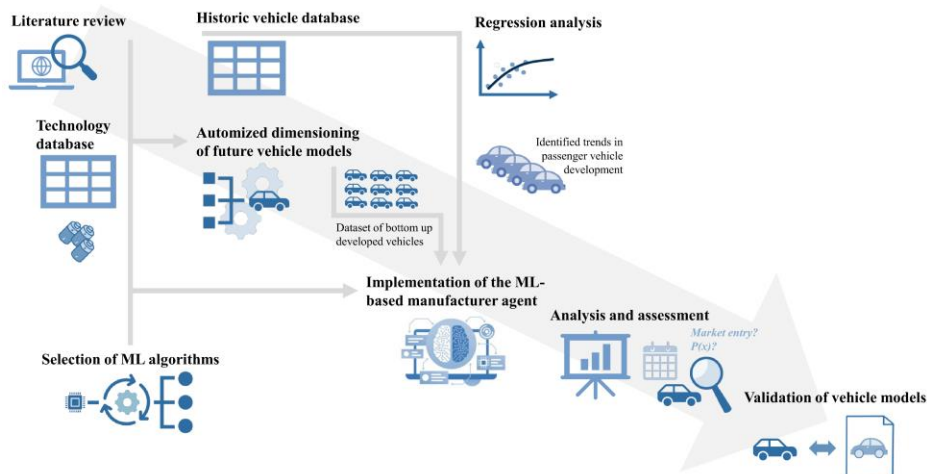 Literature review
Historic vehicle database
Regression analysis
Technology
database
Automized dimensioning
of future vehicle models
Identified trends in
passenger vehicle
development
Dataset of bottom up
developed vehicles
Implementation of the ML-
based manufacturer agent
Analysis and assessment
Market entry?
P(x)?
Selection of ML algorithms
Validation of vehicle models